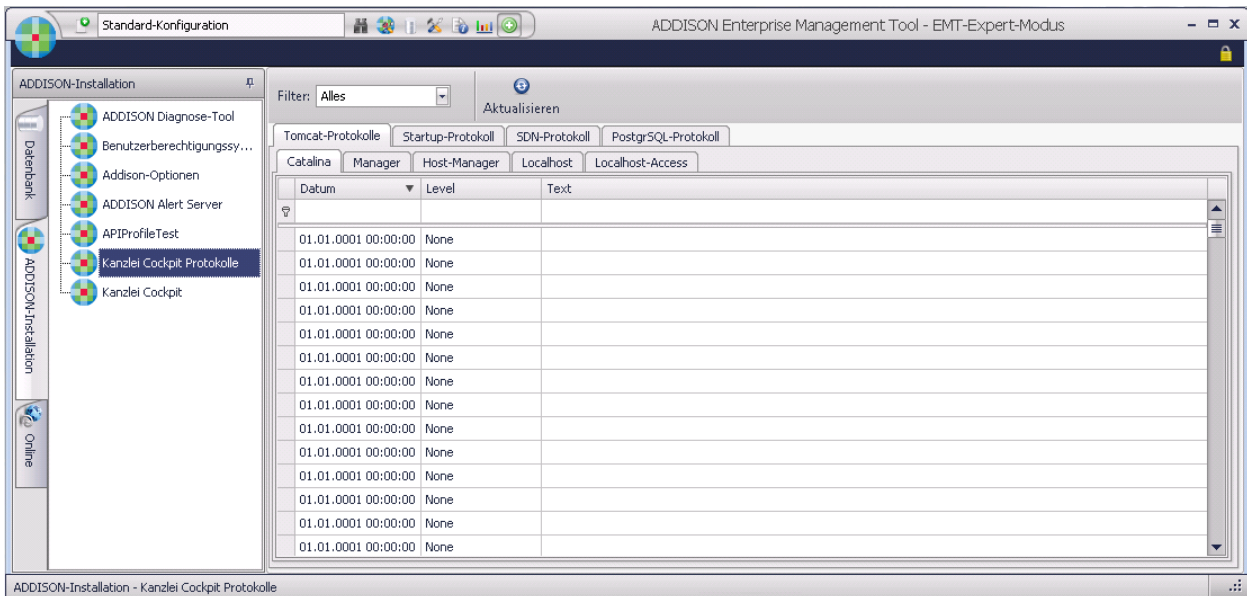 Standard-Konfiguration
ADDISON Enterprise Management Tool - EMT-Expert-Modus
ADDISON-Installation
Datenbank
ADDISON-Installation
Online
ADDISON Diagnose-Tool
Benutzerberechtigungssy...
Addison-Optionen
ADDISON Alert Server
APIProfileTest
Kanzlei Cockpit Protokolle
Kanzlei Cockpit
Filter: Alles
Aktualisieren
Tomcat-Protokolle Startup-Protokoll SDN-Protokoll PostgrSQL-Protokoll
Catalina Manager Host-Manager Localhost Localhost-Access
Datum Level Text
01.01.0001 00:00:00 None
01.01.0001 00:00:00 None
01.01.0001 00:00:00 None
01.01.0001 00:00:00 None
01.01.0001 00:00:00 None
01.01.0001 00:00:00 None
01.01.0001 00:00:00 None
01.01.0001 00:00:00 None
01.01.0001 00:00:00 None
01.01.0001 00:00:00 None
01.01.0001 00:00:00 None
01.01.0001 00:00:00 None
01.01.0001 00:00:00 None
01.01.0001 00:00:00 None
ADDISON-Installation - Kanzlei Cockpit Protokolle